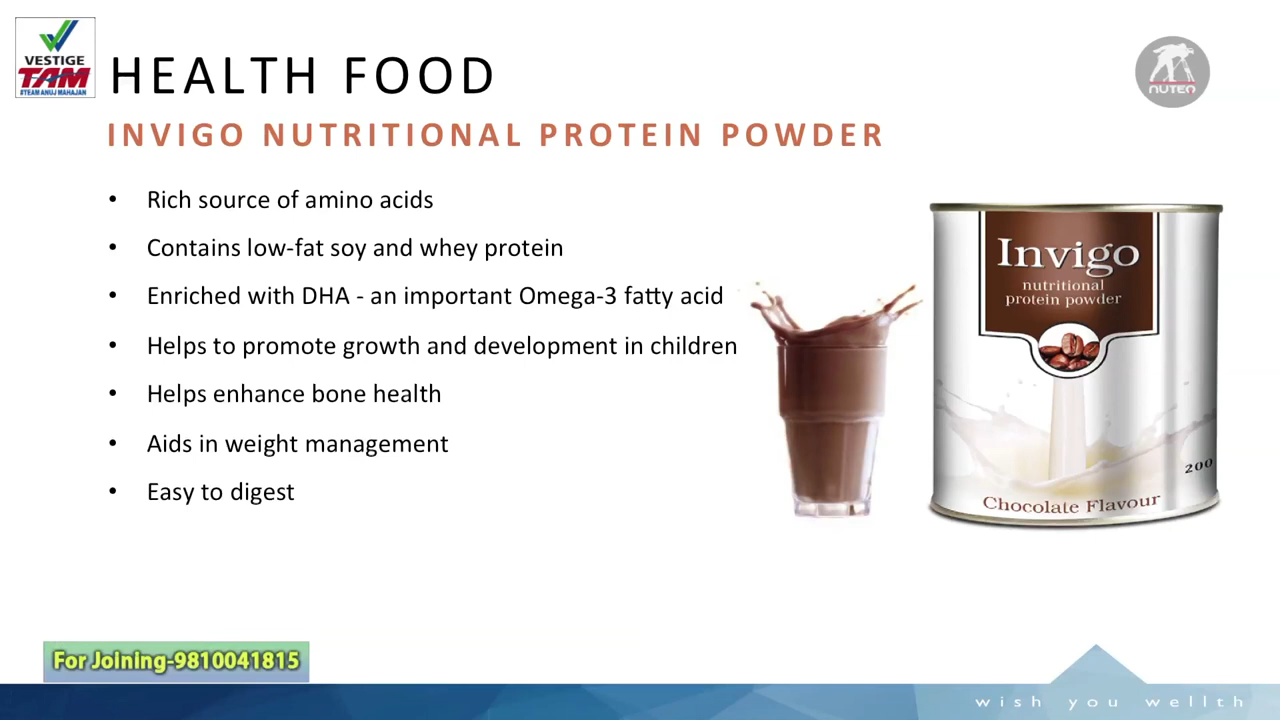 VESTIGE
TAM
#TEAM ANUJ MAHAJAN
HEALTH FOOD
NUTEQ
INVIGO NUTRITIONAL PROTEIN POWDER
• Rich source of amino acids
• Contains low-fat soy and whey protein
• Enriched with DHA - an important Omega-3 fatty acid
• Helps to promote growth and development in children
• Helps enhance bone health
• Aids in weight management
• Easy to digest
Invigo
nutritional
protein powder
200
Chocolate Flavour
For Joining-9810041815
wish you wellth